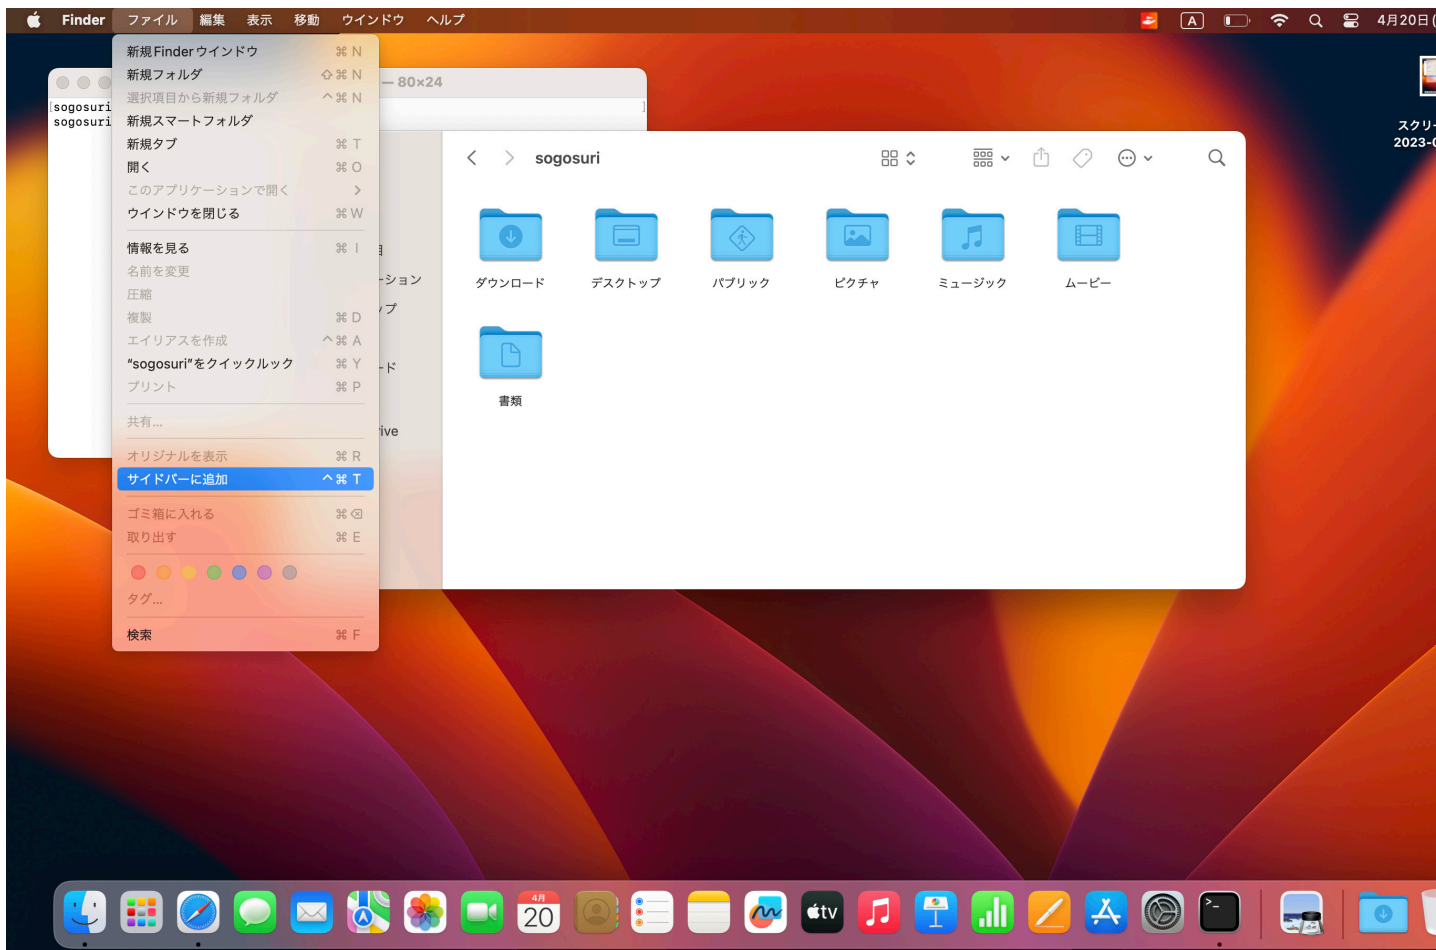 Finder ファイル 編集 表示 移動 ウインドウ ヘルプ
A
4月20日(
新規Finderウインドウ ⌘N
新規フォルダ ⇧⌘N
選択項目から新規フォルダ ^⌘N
新規スマートフォルダ
新規タブ ⌘T
開く ⌘O
このアプリケーションで開く >
ウインドウを閉じる ⌘W
情報を見る ⌘I
名前を変更
圧縮
複製 ⌘D
エイリアスを作成 ^⌘A
“sogosuri”をクイックルック ⌘Y
プリント ⌘P
共有...
オリジナルを表示 ⌘R
サイドバーに追加 ^⌘T
ゴミ箱に入れる ⌘⌫
取り出す ⌘E
タグ...
検索 ⌘F
— 80×24
[sogosuri ]
sogosuri
sogosuri
ーション
ップ
ード
ive
ダウンロード
デスクトップ
パブリック
ピクチャ
ミュージック
ムービー
書類
スクリー
2023-0
4月
20
tv
>_